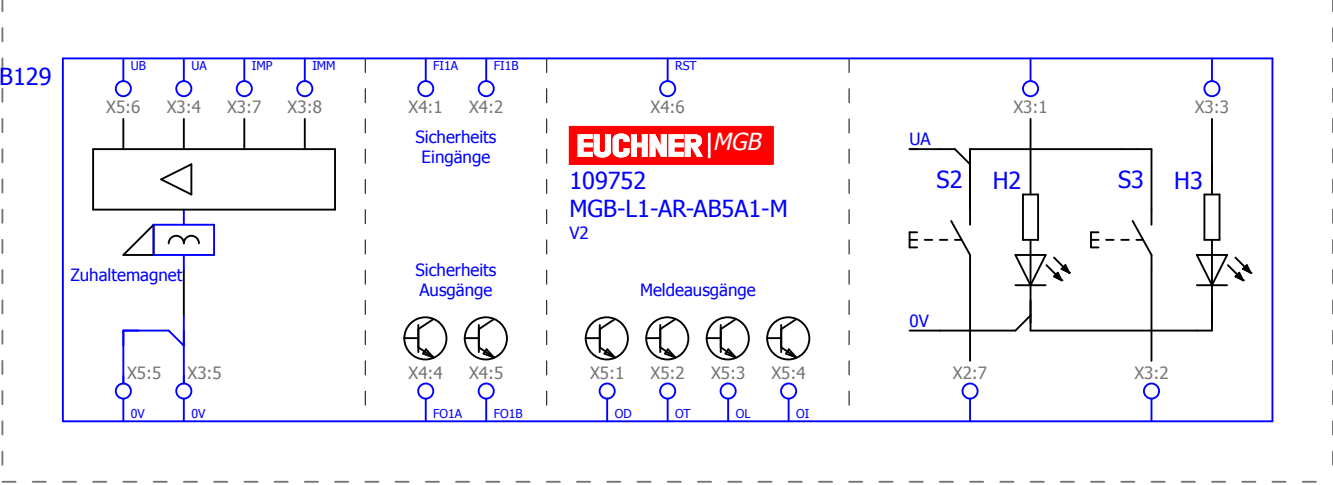 B129
UB UA IMP IMM FI1A FI1B RST
X5:6 X3:4 X3:7 X3:8 X4:1 X4:2 X4:6 X3:1 X3:3
Sicherheits
Eingänge
EUCHNER MGB
109752
MGB-L1-AR-AB5A1-M
V2
UA
S2 H2 S3 H3
Zuhaltemagnet
Sicherheits
Ausgänge
Meldeausgänge
0V
X5:5 X3:5 X4:4 X4:5 X5:1 X5:2 X5:3 X5:4 X2:7 X3:2
0V 0V FO1A FO1B OD OT OL OI